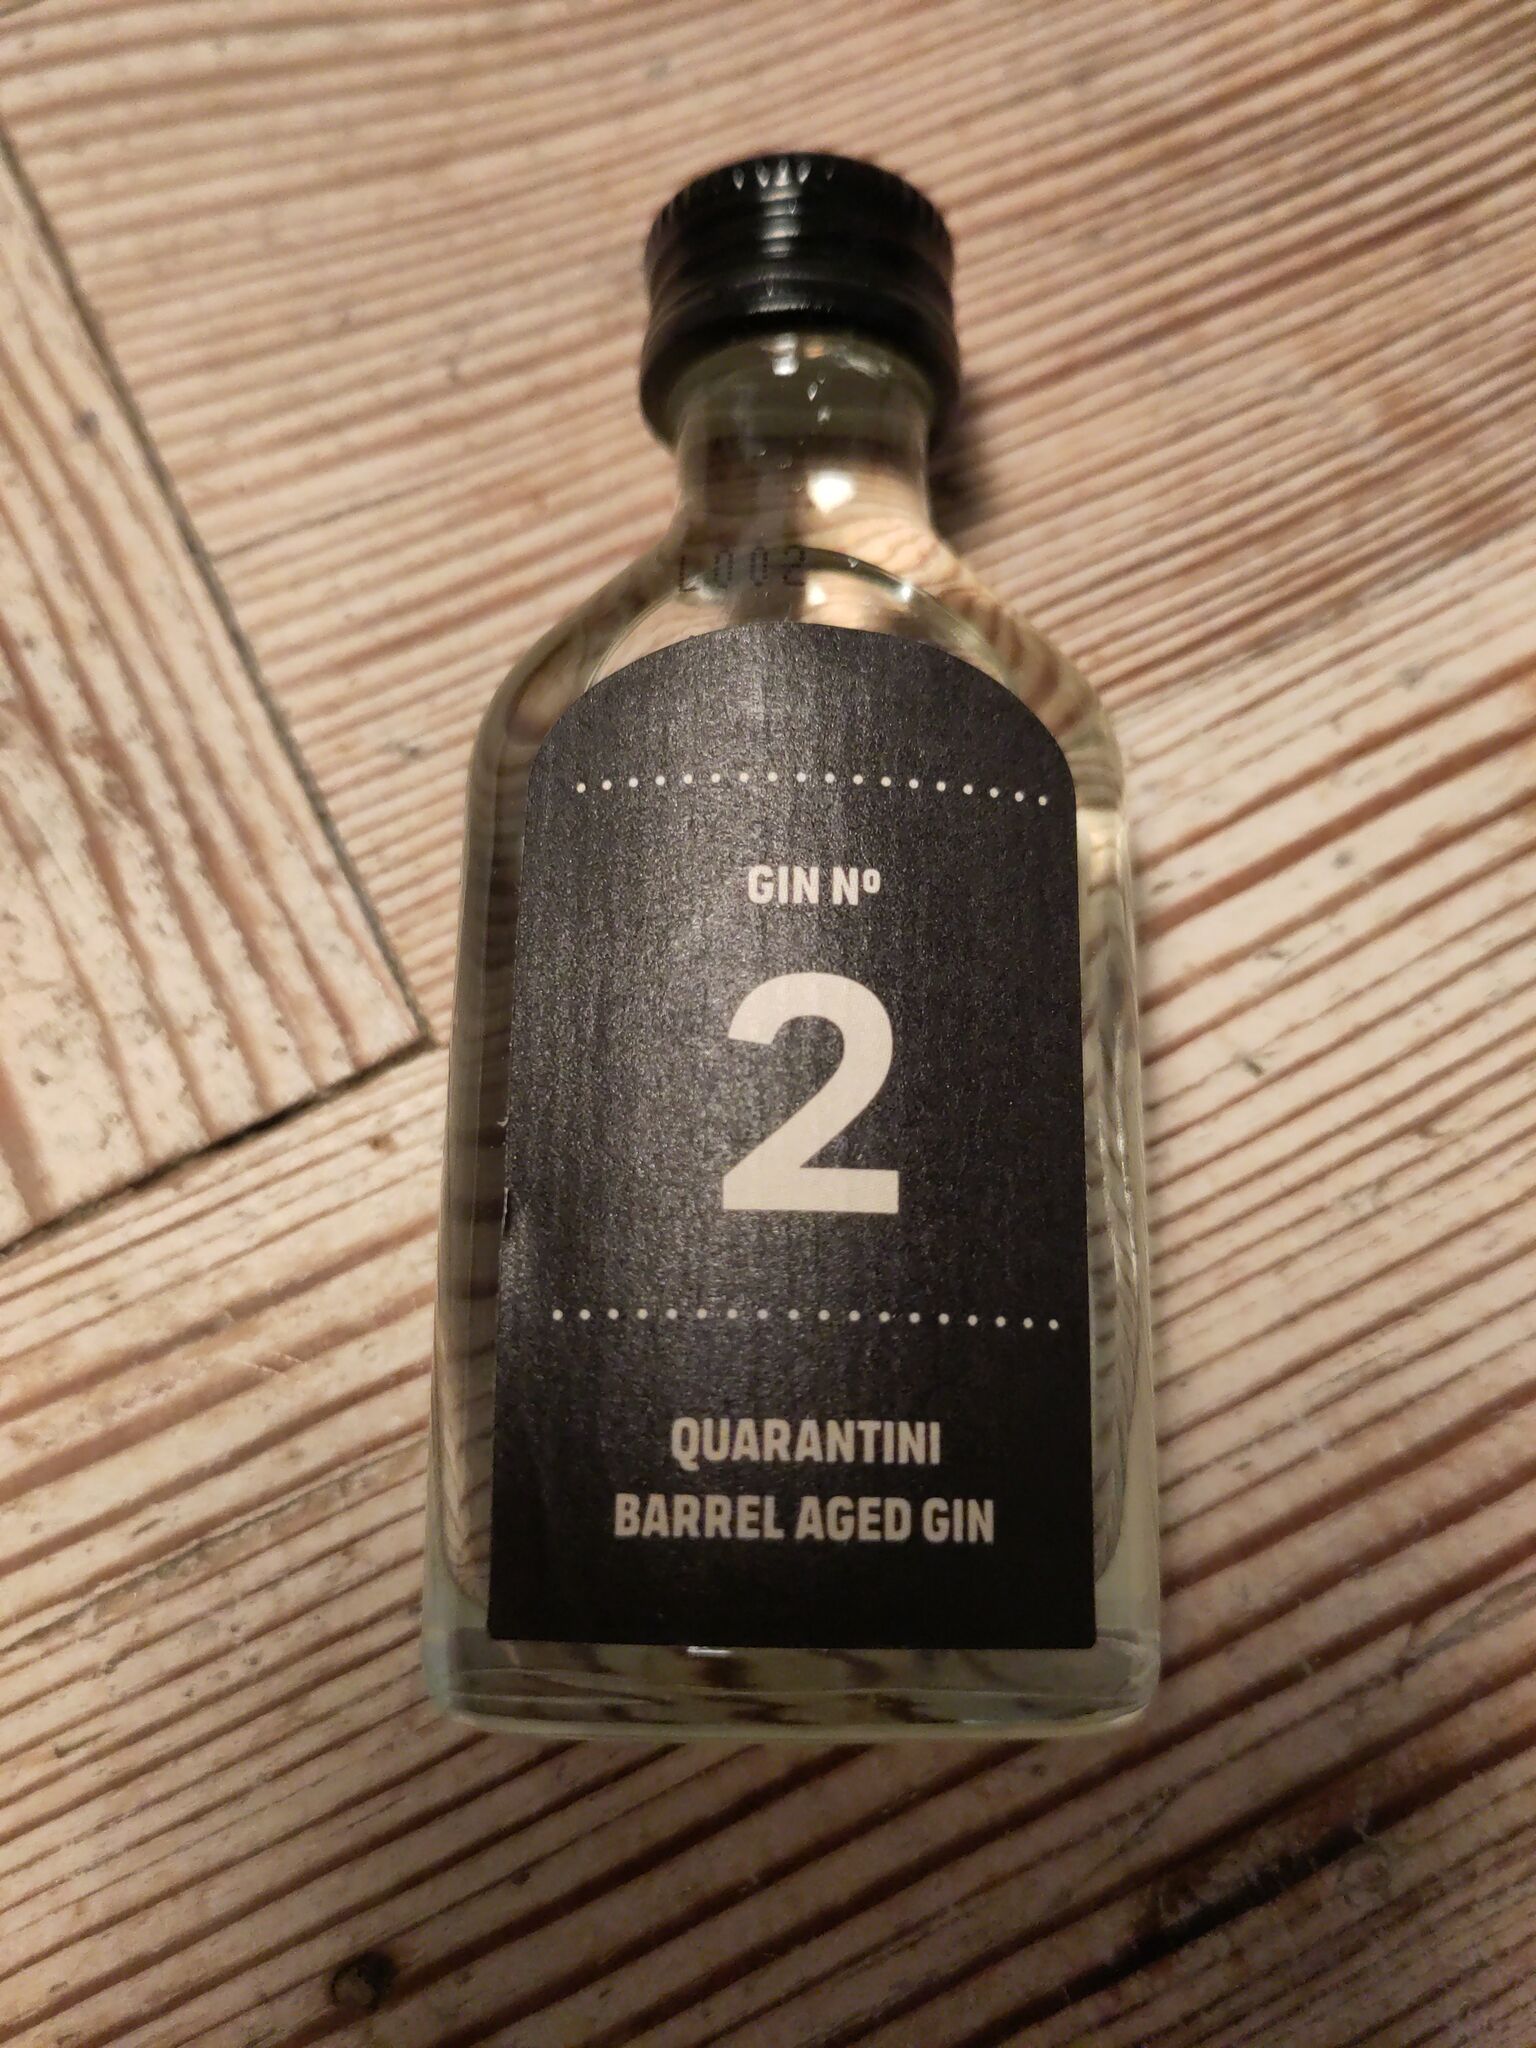 GIN Nº
2
QUARANTINI
BARREL AGED GIN